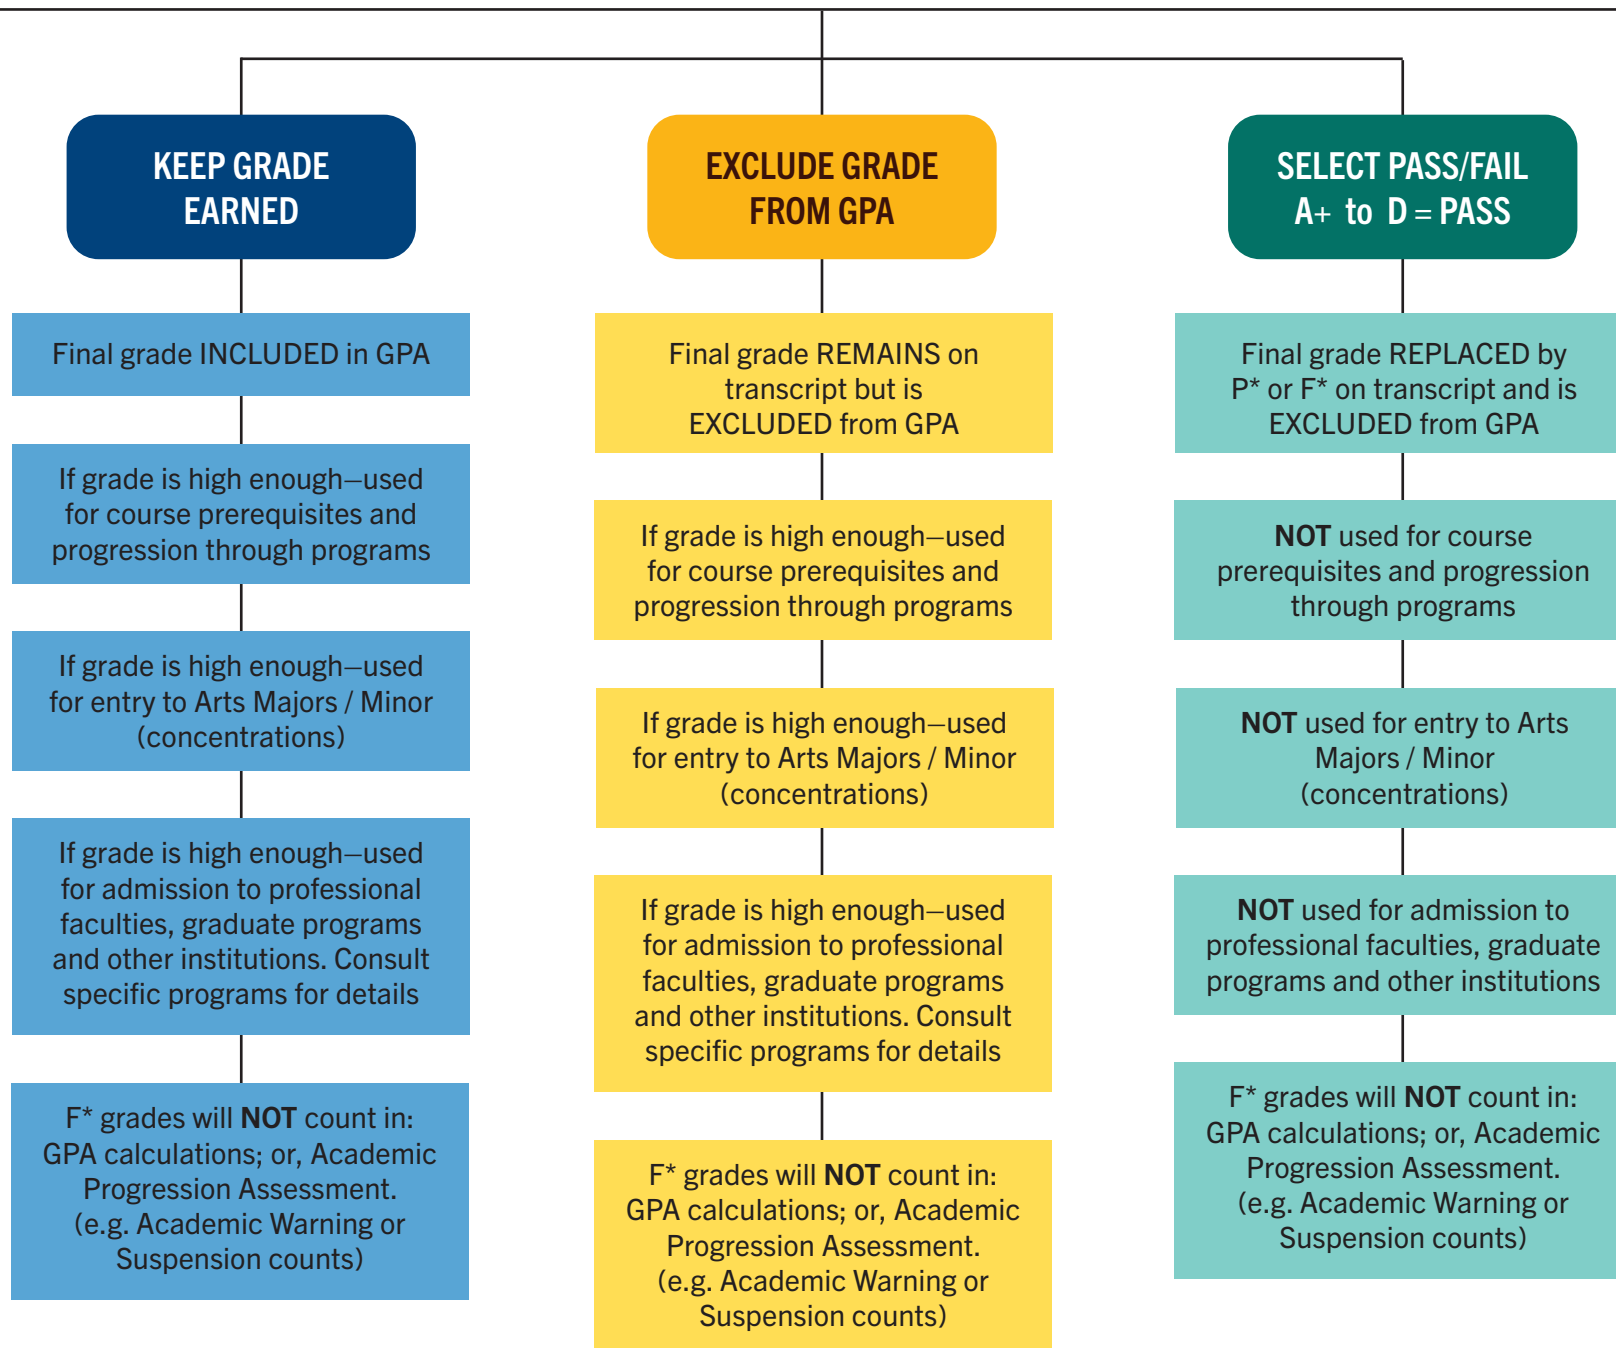 KEEP GRADE
EARNED
Final grade INCLUDED in GPA
If grade is high enough—used
for course prerequisites and
progression through programs
If grade is high enough—used
for entry to Arts Majors / Minor
(concentrations)
If grade is high enough—used
for admission to professional
faculties, graduate programs
and other institutions. Consult
specific programs for details
F* grades will NOT count in:
GPA calculations; or, Academic
Progression Assessment.
(e.g. Academic Warning or
Suspension counts)
EXCLUDE GRADE
FROM GPA
Final grade REMAINS on
transcript but is
EXCLUDED from GPA
If grade is high enough—used
for course prerequisites and
progression through programs
If grade is high enough—used
for entry to Arts Majors / Minor
(concentrations)
If grade is high enough—used
for admission to professional
faculties, graduate programs
and other institutions. Consult
specific programs for details
F* grades will NOT count in:
GPA calculations; or, Academic
Progression Assessment.
(e.g. Academic Warning or
Suspension counts)
SELECT PASS/FAIL
A+ to D = PASS
Final grade REPLACED by
P* or F* on transcript and is
EXCLUDED from GPA
NOT used for course
prerequisites and progression
through programs
NOT used for entry to Arts
Majors / Minor
(concentrations)
NOT used for admission to
professional faculties, graduate
programs and other institutions
F* grades will NOT count in:
GPA calculations; or, Academic
Progression Assessment.
(e.g. Academic Warning or
Suspension counts)